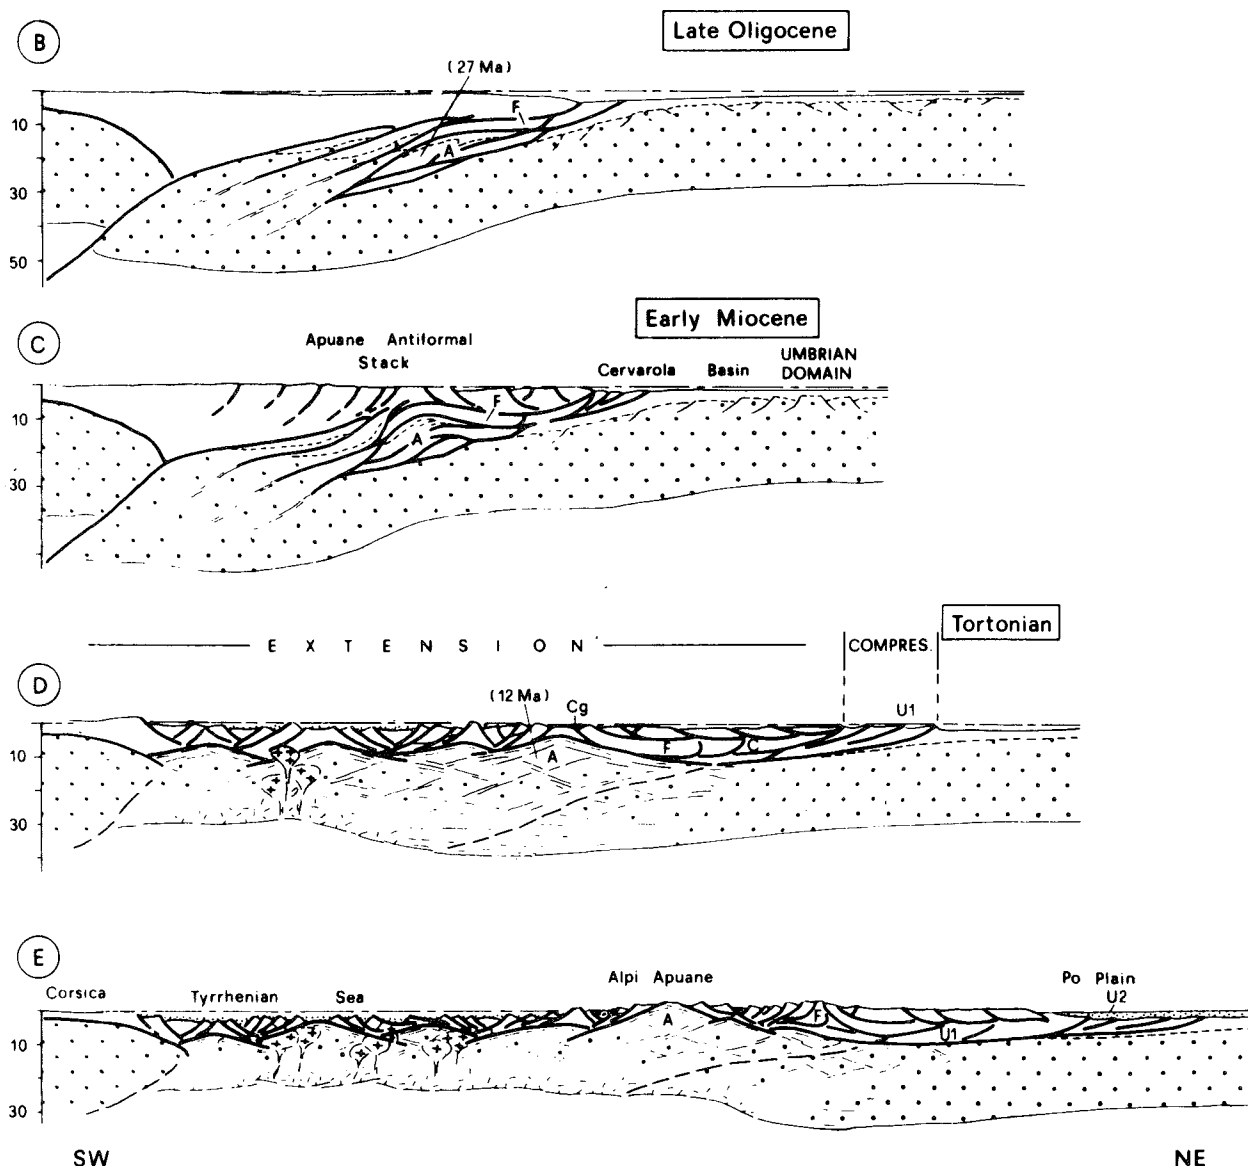 B
Late Oligocene
(27 Ma)
F
A
10
30
50
C
Early Miocene
Apuane Antiformal
Stack
Cervarola Basin
UMBRIAN
DOMAIN
F
A
10
30
Tortonian
EXTENSION
COMPRES.
D
(12 Ma)
Cg
U1
F
C
A
10
30
E
Corsica
Tyrrhenian Sea
Alpi Apuane
Po Plain
U2
A
F
U1
10
30
SW
NE